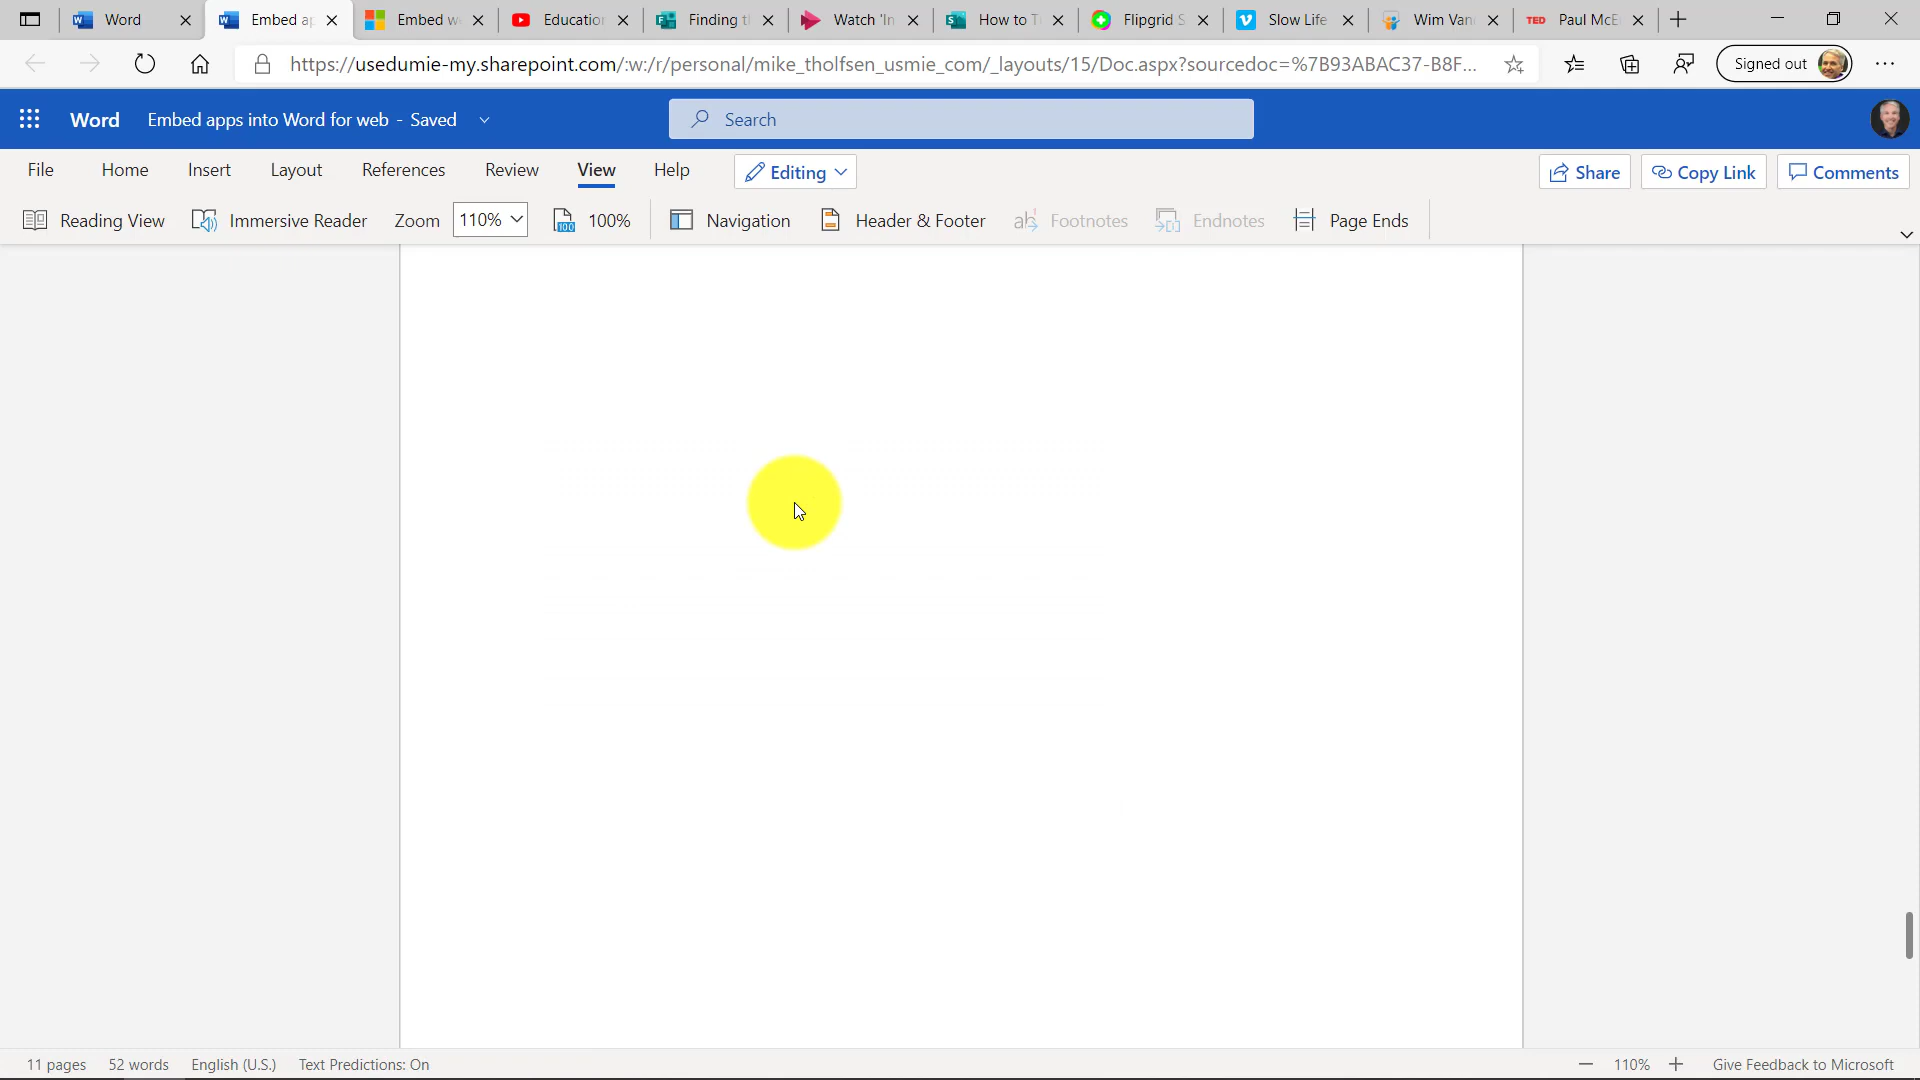 Word
Embed ap
Embed w
Educatio
Finding t
Watch 'In
How to T
Flipgrid S
Slow Life
Wim Van
TED Paul McE
https://usedumie-my.sharepoint.com/:w:/r/personal/mike_tholfsen_usmie_com/_layouts/15/Doc.aspx?sourcedoc=%7B93ABAC37-B8F...
Signed out
Word Embed apps into Word for web - Saved
Search
File Home Insert Layout References Review View Help Editing
Share Copy Link Comments
Reading View Immersive Reader Zoom 110% 100% Navigation Header & Footer Footnotes Endnotes Page Ends
11 pages 52 words English (U.S.) Text Predictions: On
110% Give Feedback to Microsoft